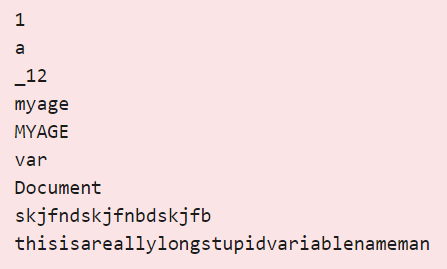 1
a
_12
myage
MYAGE
var
Document
skjfndskjfnbdskjfb
thisisareallylongstupidvariablenameman